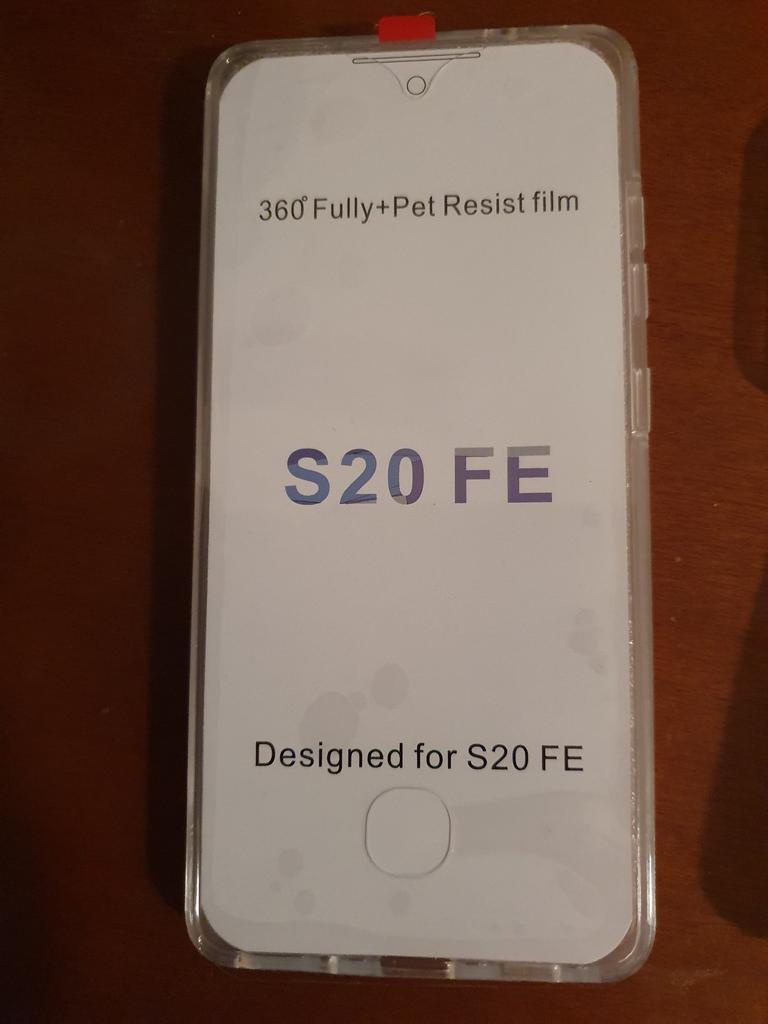 360° Fully+Pet Resist film
S20 FE
Designed for S20 FE